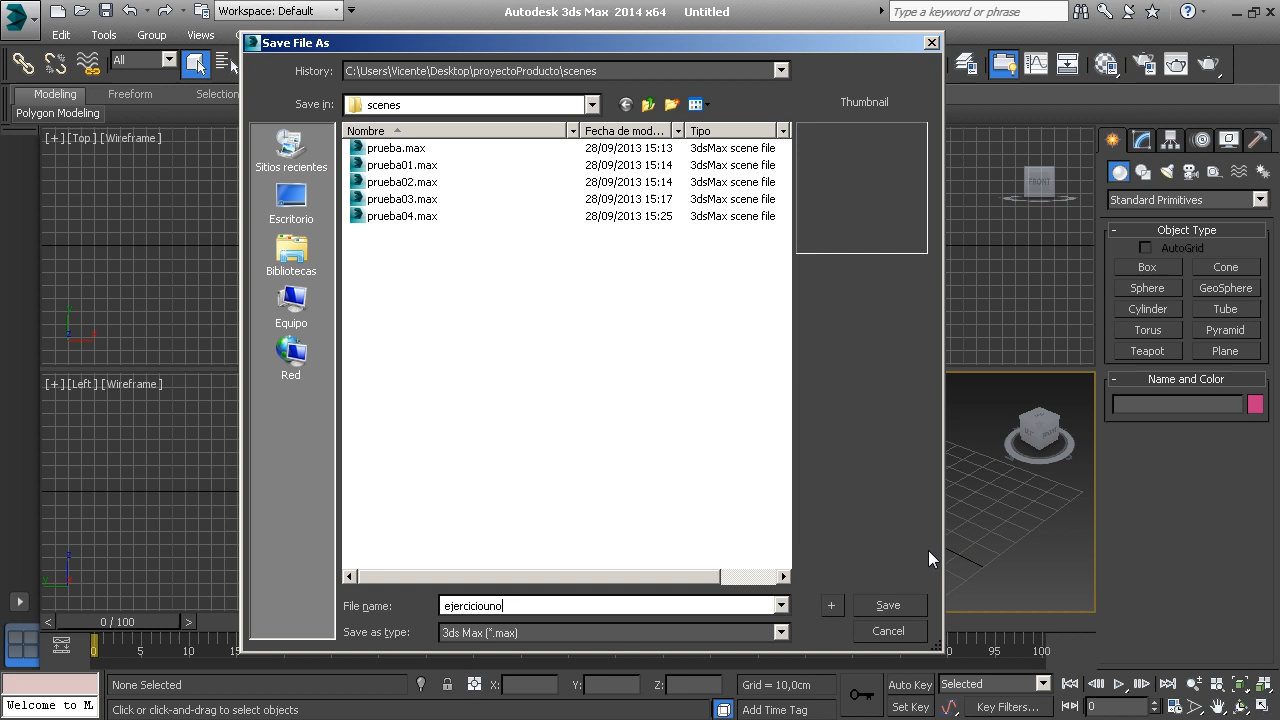 Workspace: Default
Autodesk 3ds Max 2014 x64 Untitled
Type a keyword or phrase
Edit Tools Group Views
All
Modeling Freeform Selection
Polygon Modeling
[+] [Top] [Wireframe]
[+] [Left] [Wireframe]
Save File As
History: C:\Users\Vicente\Desktop\proyectoProducto\scenes
Save in: scenes
Thumbnail
Sitios recientes
Escritorio
Bibliotecas
Equipo
Red
Nombre Fecha de mod... Tipo
prueba.max 28/09/2013 15:13 3dsMax scene file
prueba01.max 28/09/2013 15:14 3dsMax scene file
prueba02.max 28/09/2013 15:14 3dsMax scene file
prueba03.max 28/09/2013 15:17 3dsMax scene file
prueba04.max 28/09/2013 15:25 3dsMax scene file
File name: ejerciciouno
+ Save
Save as type: 3ds Max (*.max)
Cancel
FRONT
Standard Primitives
- Object Type
AutoGrid
Box Cone
Sphere GeoSphere
Cylinder Tube
Torus Pyramid
Teapot Plane
- Name and Color
< 0 / 100 >
0 5 10 15 95 100
None Selected X: Y: Z: Grid = 10,0cm Auto Key Selected
Welcome to M Click or click-and-drag to select objects Add Time Tag Set Key Key Filters... 0